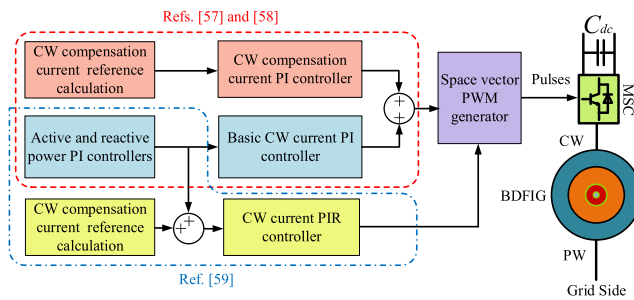 Refs. [57] and [58]
CW compensation
current reference
calculation
CW compensation
current PI controller
Active and reactive
power PI controllers
Basic CW current PI
controller
CW compensation
current reference
calculation
CW current PIR
controller
Ref. [59]
+
+
+
+
Space vector
PWM
generator
Pulses
C dc
MSC
CW
BDFIG
PW
Grid Side